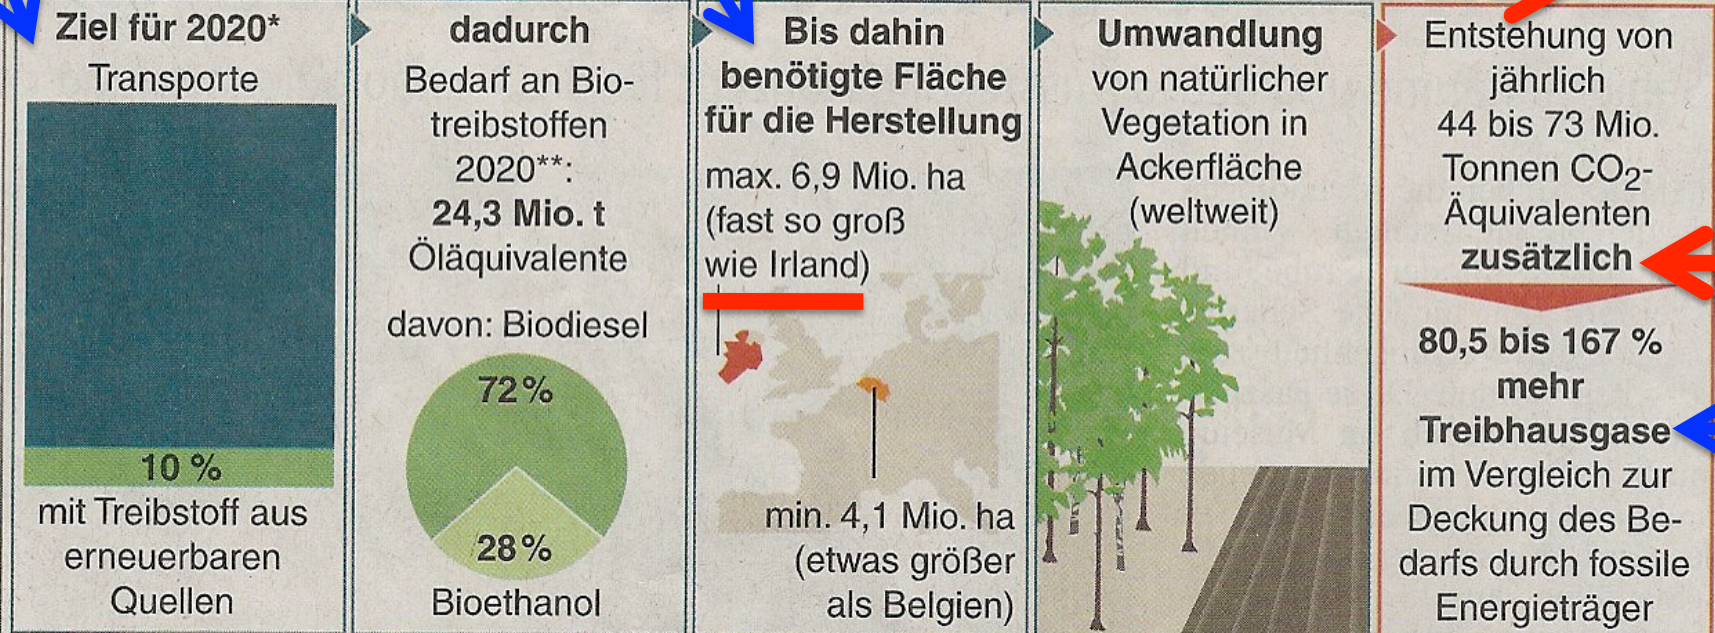 Ziel für 2020*
Transporte
10 %
mit Treibstoff aus
erneuerbaren
Quellen
dadurch
Bedarf an Bio-
treibstoffen
2020**:
24,3 Mio. t
Öläquivalente
davon: Biodiesel
72%
28%
Bioethanol
Bis dahin
benötigte Fläche
für die Herstellung
max. 6,9 Mio. ha
(fast so groß
wie Irland)
min. 4,1 Mio. ha
(etwas größer
als Belgien)
Umwandlung
von natürlicher
Vegetation in
Ackerfläche
(weltweit)
Entstehung von
jährlich
44 bis 73 Mio.
Tonnen CO2-
Äquivalenten
zusätzlich
80,5 bis 167 %
mehr
Treibhausgase
im Vergleich zur
Deckung des Be-
darfs durch fossile
Energieträger